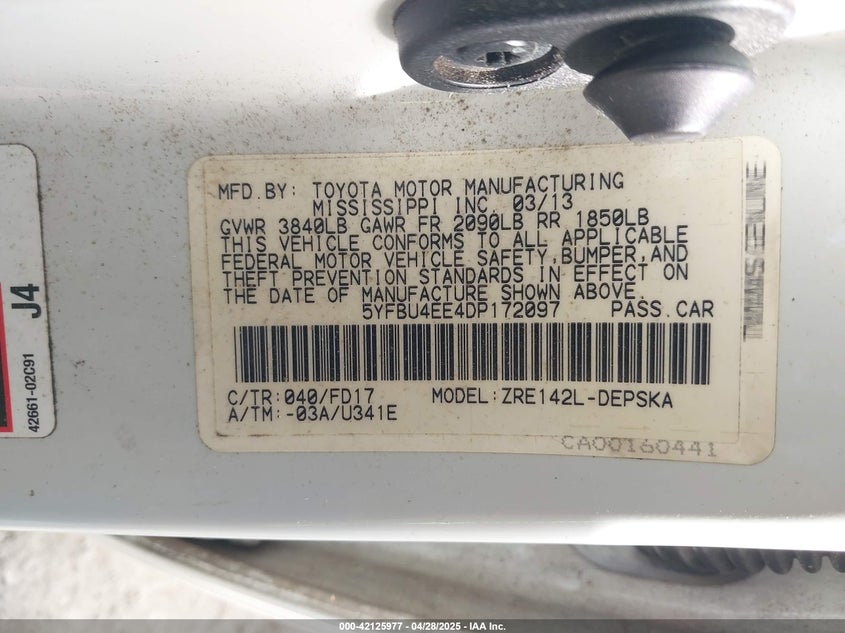 MFD.BY: TOYOTA MOTOR MANUFACTURING
MISSISSIPPI INC. 03/13
GVWR 3840LB GAWR FR 2090LB RR 1850LB
THIS VEHICLE CONFORMS TO ALL APPLICABLE
FEDERAL MOTOR VEHICLE SAFETY,BUMPER,AND
THEFT PREVENTION STANDARDS IN EFFECT ON
THE DATE OF MANUFACTURE SHOWN ABOVE.
5YFBU4EE4DP172097 PASS.CAR
C/TR:040/FD17 MODEL:ZRE142L-DEPSKA
A/TM:-03A/U341E
CA00160441
J4
42661-02C91
000-42125977 | 04/28/2025 - IAA Inc.